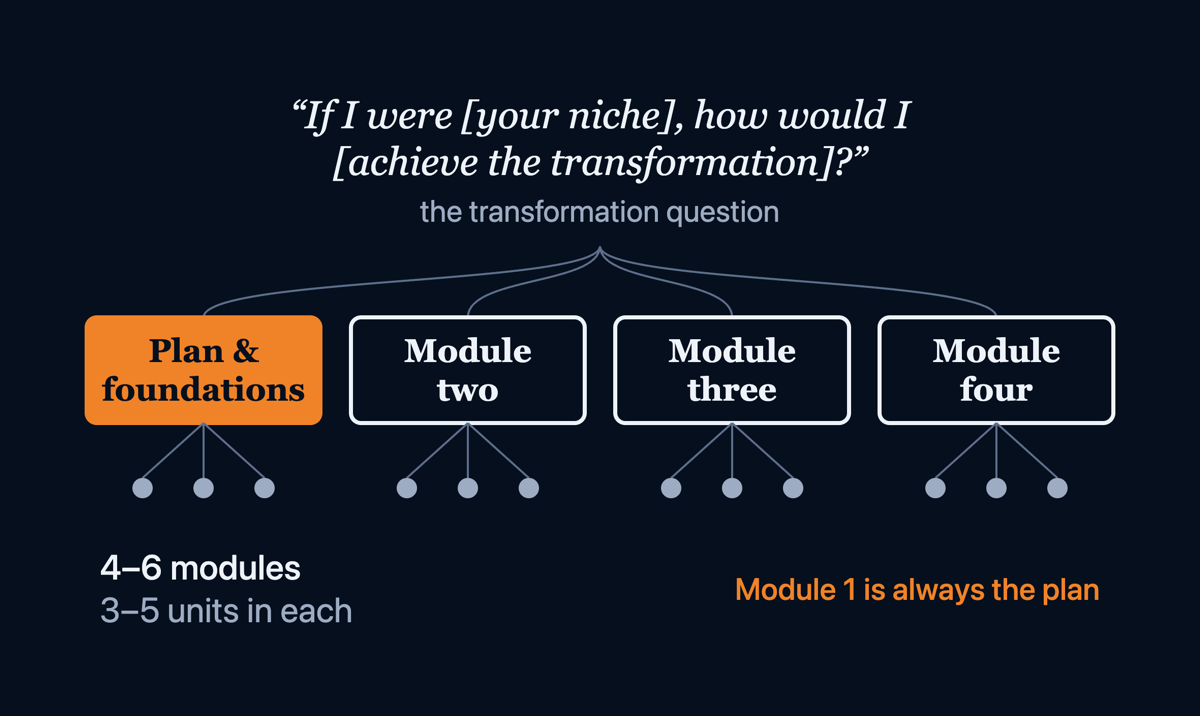 “If I were [your niche], how would I
[achieve the transformation]?”
the transformation question
Plan &
foundations
Module
two
Module
three
Module
four
4–6 modules
3–5 units in each
Module 1 is always the plan